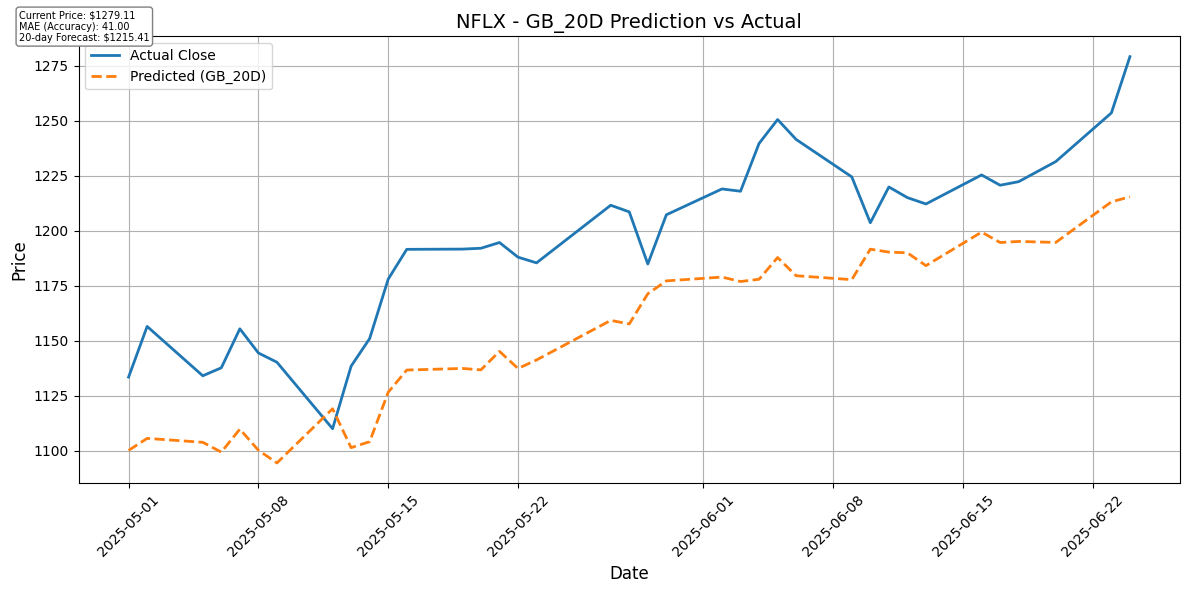 NFLX - GB_20D Prediction vs Actual
Current Price: $1279.11
MAE (Accuracy): 41.00
20-day Forecast: $1215.41
Actual Close
Predicted (GB_20D)
Price
1275
1250
1225
1200
1175
1150
1125
1100
2025-05-01
2025-05-08
2025-05-15
2025-05-22
2025-06-01
2025-06-08
2025-06-15
2025-06-22
Date